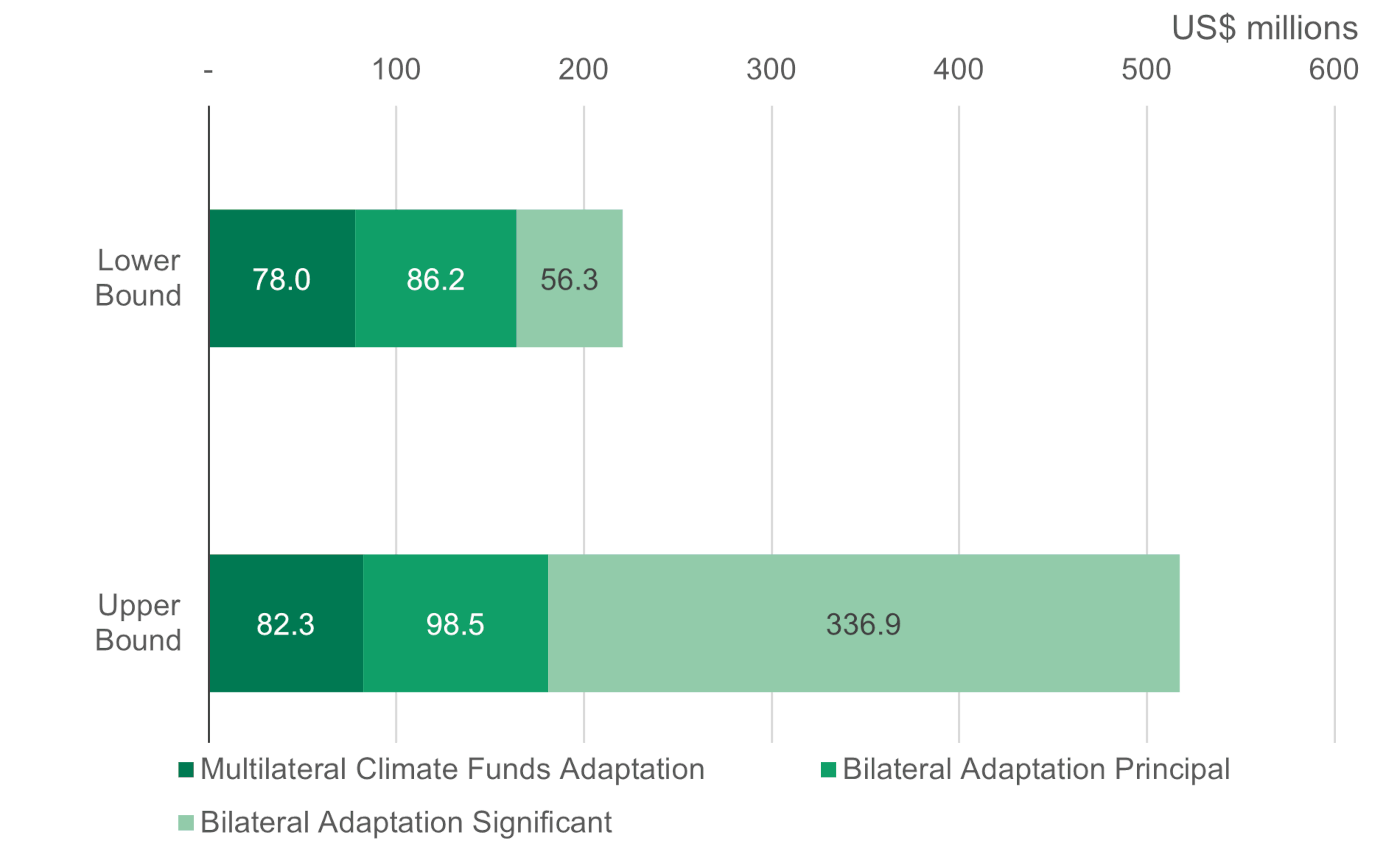 US$ millions
- 100 200 300 400 500 600
Lower
Bound
78.0 86.2 56.3
Upper
Bound
82.3 98.5 336.9
Multilateral Climate Funds Adaptation Bilateral Adaptation Principal
Bilateral Adaptation Significant